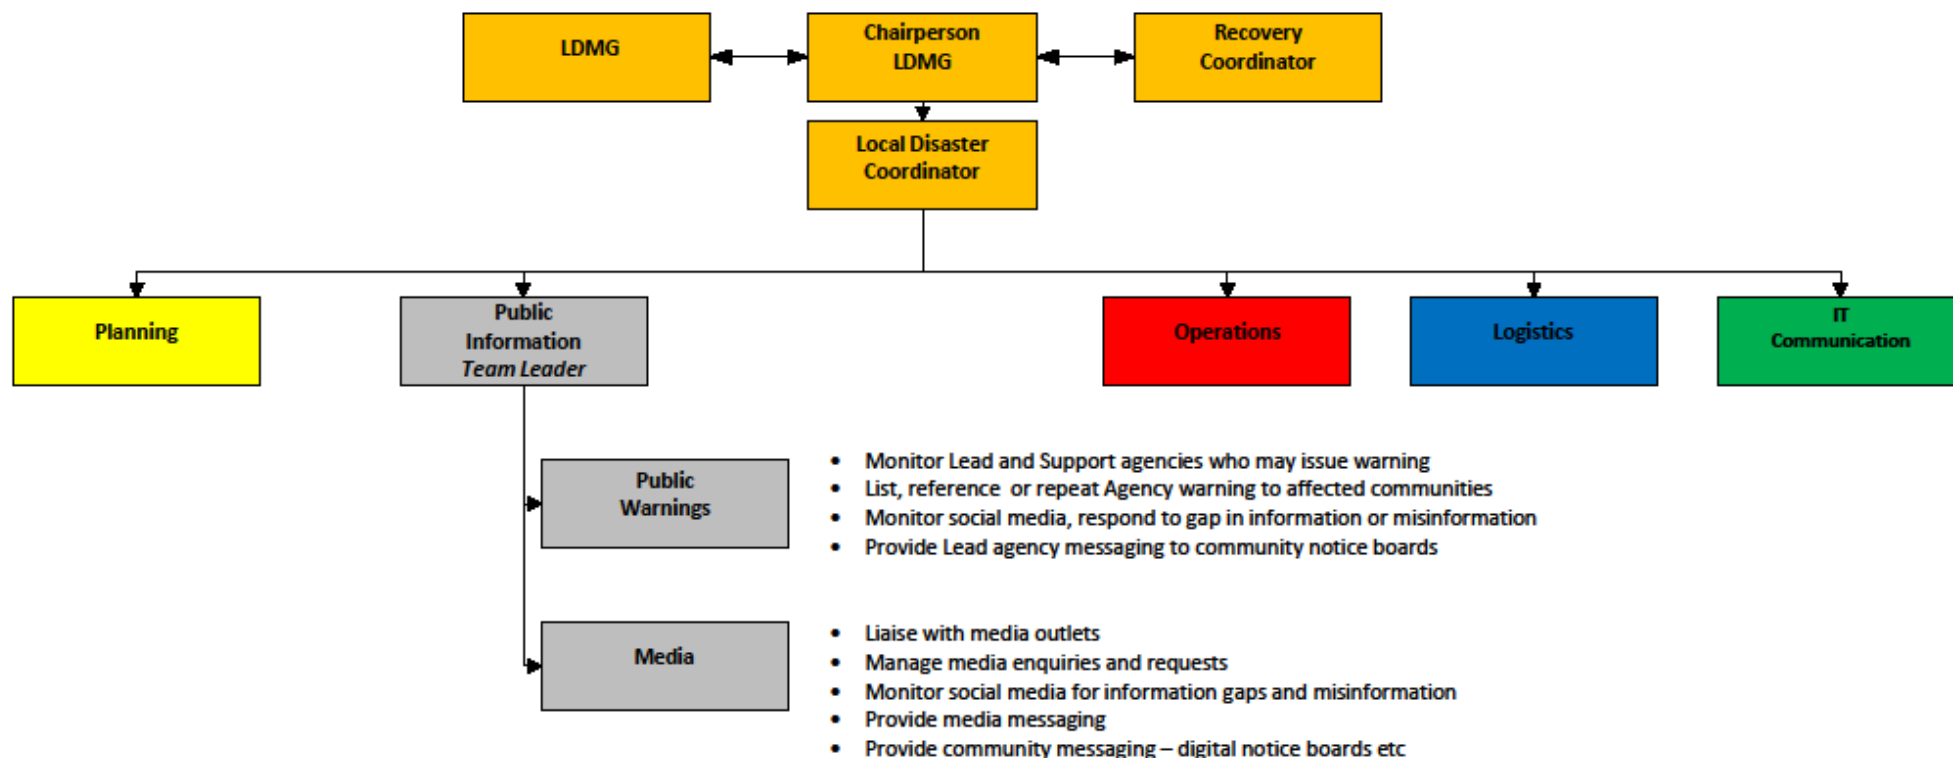 LDMG
Chairperson
LDMG
Recovery
Coordinator
Local Disaster
Coordinator
Planning
Public
Information
Team Leader
Operations
Logistics
IT
Communication
Public
Warnings
• Monitor Lead and Support agencies who may issue warning
• List, reference or repeat Agency warning to affected communities
• Monitor social media, respond to gap in information or misinformation
• Provide Lead agency messaging to community notice boards
Media
• Liaise with media outlets
• Manage media enquiries and requests
• Monitor social media for information gaps and misinformation
• Provide media messaging
• Provide community messaging – digital notice boards etc